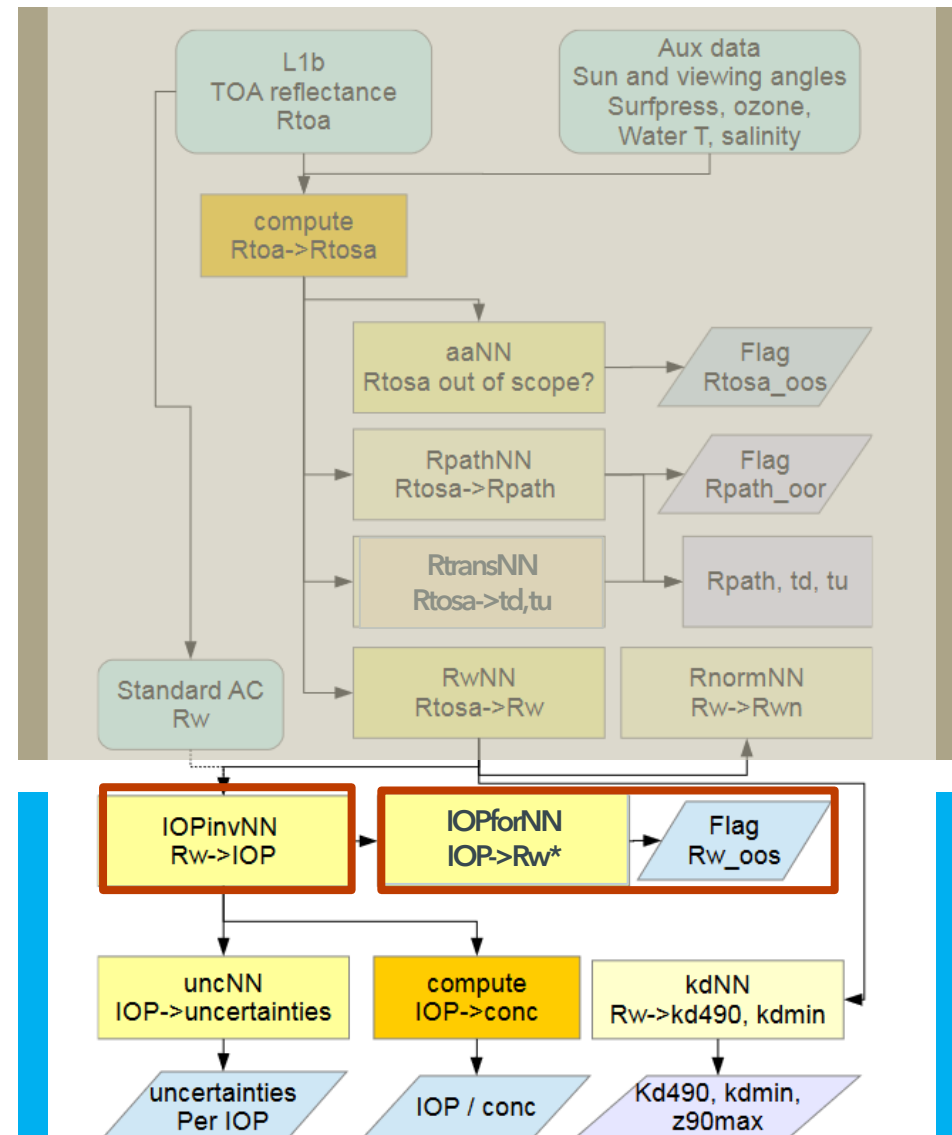 L1b
TOA reflectance
Rtoa
Aux data
Sun and viewing angles
Surfpress, ozone,
Water T, salinity
compute
Rtoa->Rtosa
aaNN
Rtosa out of scope?
Flag
Rtosa_oos
RpathNN
Rtosa->Rpath
Flag
Rpath_oor
RtransNN
Rtosa->td,tu
Rpath, td, tu
Standard AC
Rw
RwNN
Rtosa->Rw
RnormNN
Rw->Rwn
IOPinvNN
Rw->IOP
IOPforNN
IOP->Rw*
Flag
Rw_oos
uncNN
IOP->uncertainties
compute
IOP->conc
kdNN
Rw->kd490, kdmin
uncertainties
Per IOP
IOP / conc
Kd490, kdmin,
z90max